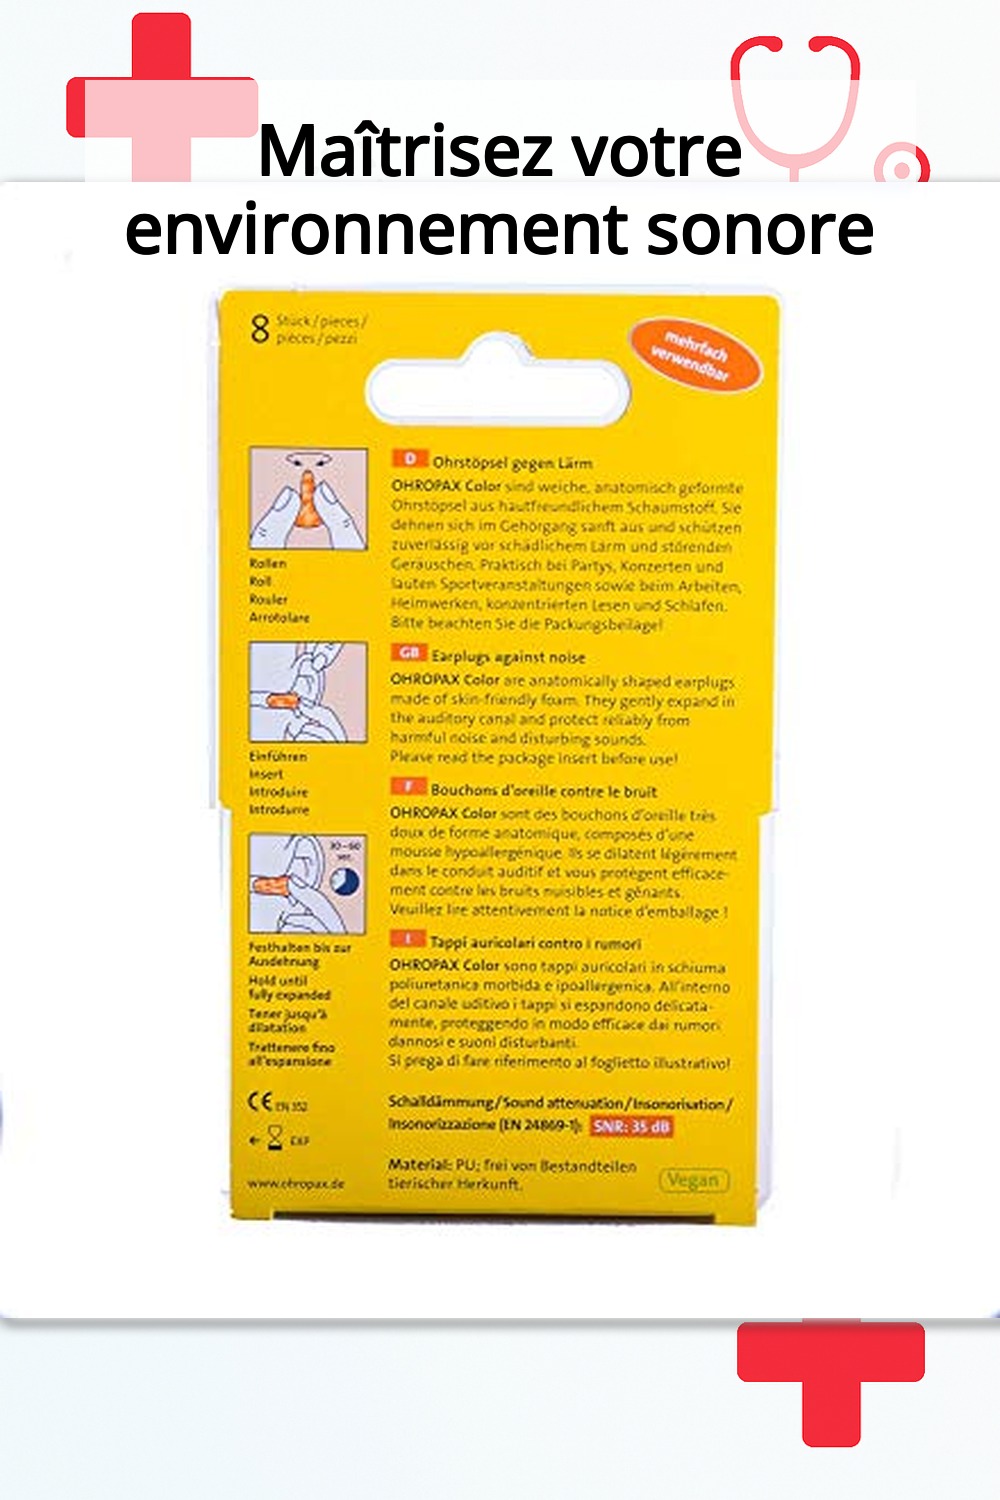 Maîtrisez votre
environnement sonore
8 Stück/pieces/
pièces/pezzi
mehrfach
verwendbar
Rollen
Roll
Rouler
Arrotolare
Einführen
Insert
Introduire
Introdurre
30-60
sec.
Festhalten bis zur
Ausdehnung
Hold until
fully expanded
Tener jusqu'à
dilatation
Trattenere fino
all'espansione
CE EN 352
EXP
www.ohropax.de
D Ohrstöpsel gegen Lärm
OHROPAX Color sind weiche, anatomisch geformte
Ohrstöpsel aus hautfreundlichem Schaumstoff. Sie
dehnen sich im Gehörgang sanft aus und schützen
zuverlässig vor schädlichem Lärm und störenden
Geräuschen. Praktisch bei Partys, Konzerten und
lauten Sportveranstaltungen sowie beim Arbeiten,
Heimwerken, konzentrierten Lesen und Schlafen.
Bitte beachten Sie die Packungsbeilage!
GB Earplugs against noise
OHROPAX Color are anatomically shaped earplugs
made of skin-friendly foam. They gently expand in
the auditory canal and protect reliably from
harmful noise and disturbing sounds.
Please read the package insert before use!
F Bouchons d'oreille contre le bruit
OHROPAX Color sont des bouchons d'oreille très
doux de forme anatomique, composés d'une
mousse hypoallergénique. Ils se dilatent légèrement
dans le conduit auditif et vous protègent efficace-
ment contre les bruits nuisibles et gênants.
Veuillez lire attentivement la notice d'emballage !
I Tappi auricolari contro i rumori
OHROPAX Color sono tappi auricolari in schiuma
poliuretanica morbida e ipoallergenica. All'interno
del canale uditivo i tappi si espandono delicata-
mente, proteggendo in modo efficace dai rumori
dannosi e suoni disturbanti.
Si prega di fare riferimento al foglietto illustrativo!
Schalldämmung/Sound attenuation/Insonorisation/
Insonorizzazione (EN 24869-1): SNR: 35 dB
Material: PU; frei von Bestandteilen
tierischer Herkunft.
Vegan